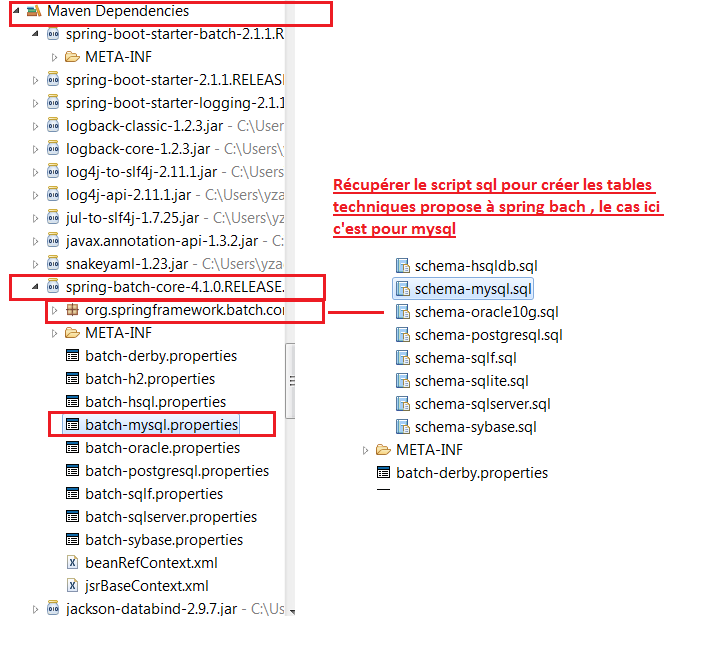 Maven Dependencies
spring-boot-starter-batch-2.1.1.R
META-INF
spring-boot-starter-2.1.1.RELEASE
spring-boot-starter-logging-2.1.1
logback-classic-1.2.3.jar - C:\User
logback-core-1.2.3.jar - C:\Users\
log4j-to-slf4j-2.11.1.jar - C:\User
log4j-api-2.11.1.jar - C:\Users\yz
jul-to-slf4j-1.7.25.jar - C:\Users\
javax.annotation-api-1.3.2.jar - C:
snakeyaml-1.23.jar - C:\Users\yza
spring-batch-core-4.1.0.RELEASE.
org.springframework.batch.co
META-INF
batch-derby.properties
batch-h2.properties
batch-hsql.properties
batch-mysql.properties
batch-oracle.properties
batch-postgresql.properties
batch-sqlf.properties
batch-sqlserver.properties
batch-sybase.properties
beanRefContext.xml
jsrBaseContext.xml
jackson-databind-2.9.7.jar - C:\Us
Récupérer le script sql pour créer les tables
techniques propose à spring bach , le cas ici
c'est pour mysql
schema-hsqldb.sql
schema-mysql.sql
schema-oracle10g.sql
schema-postgresql.sql
schema-sqlf.sql
schema-sqlite.sql
schema-sqlserver.sql
schema-sybase.sql
META-INF
batch-derby.properties